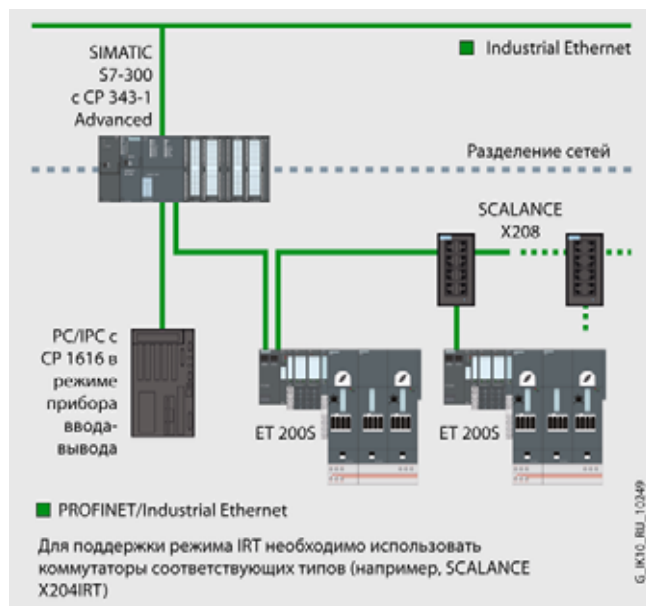 SIMATIC
S7-300
с CP 343-1
Advanced
Industrial Ethernet
Разделение сетей
SCALANCE
X208
PC/IPC с
CP 1616 в
режиме
прибора
ввода-
вывода
ET 200S
ET 200S
PROFINET/Industrial Ethernet
Для поддержки режима IRT необходимо использовать
коммутаторы соответствующих типов (например, SCALANCE
X204IRT)
G_IK10_RU_10249